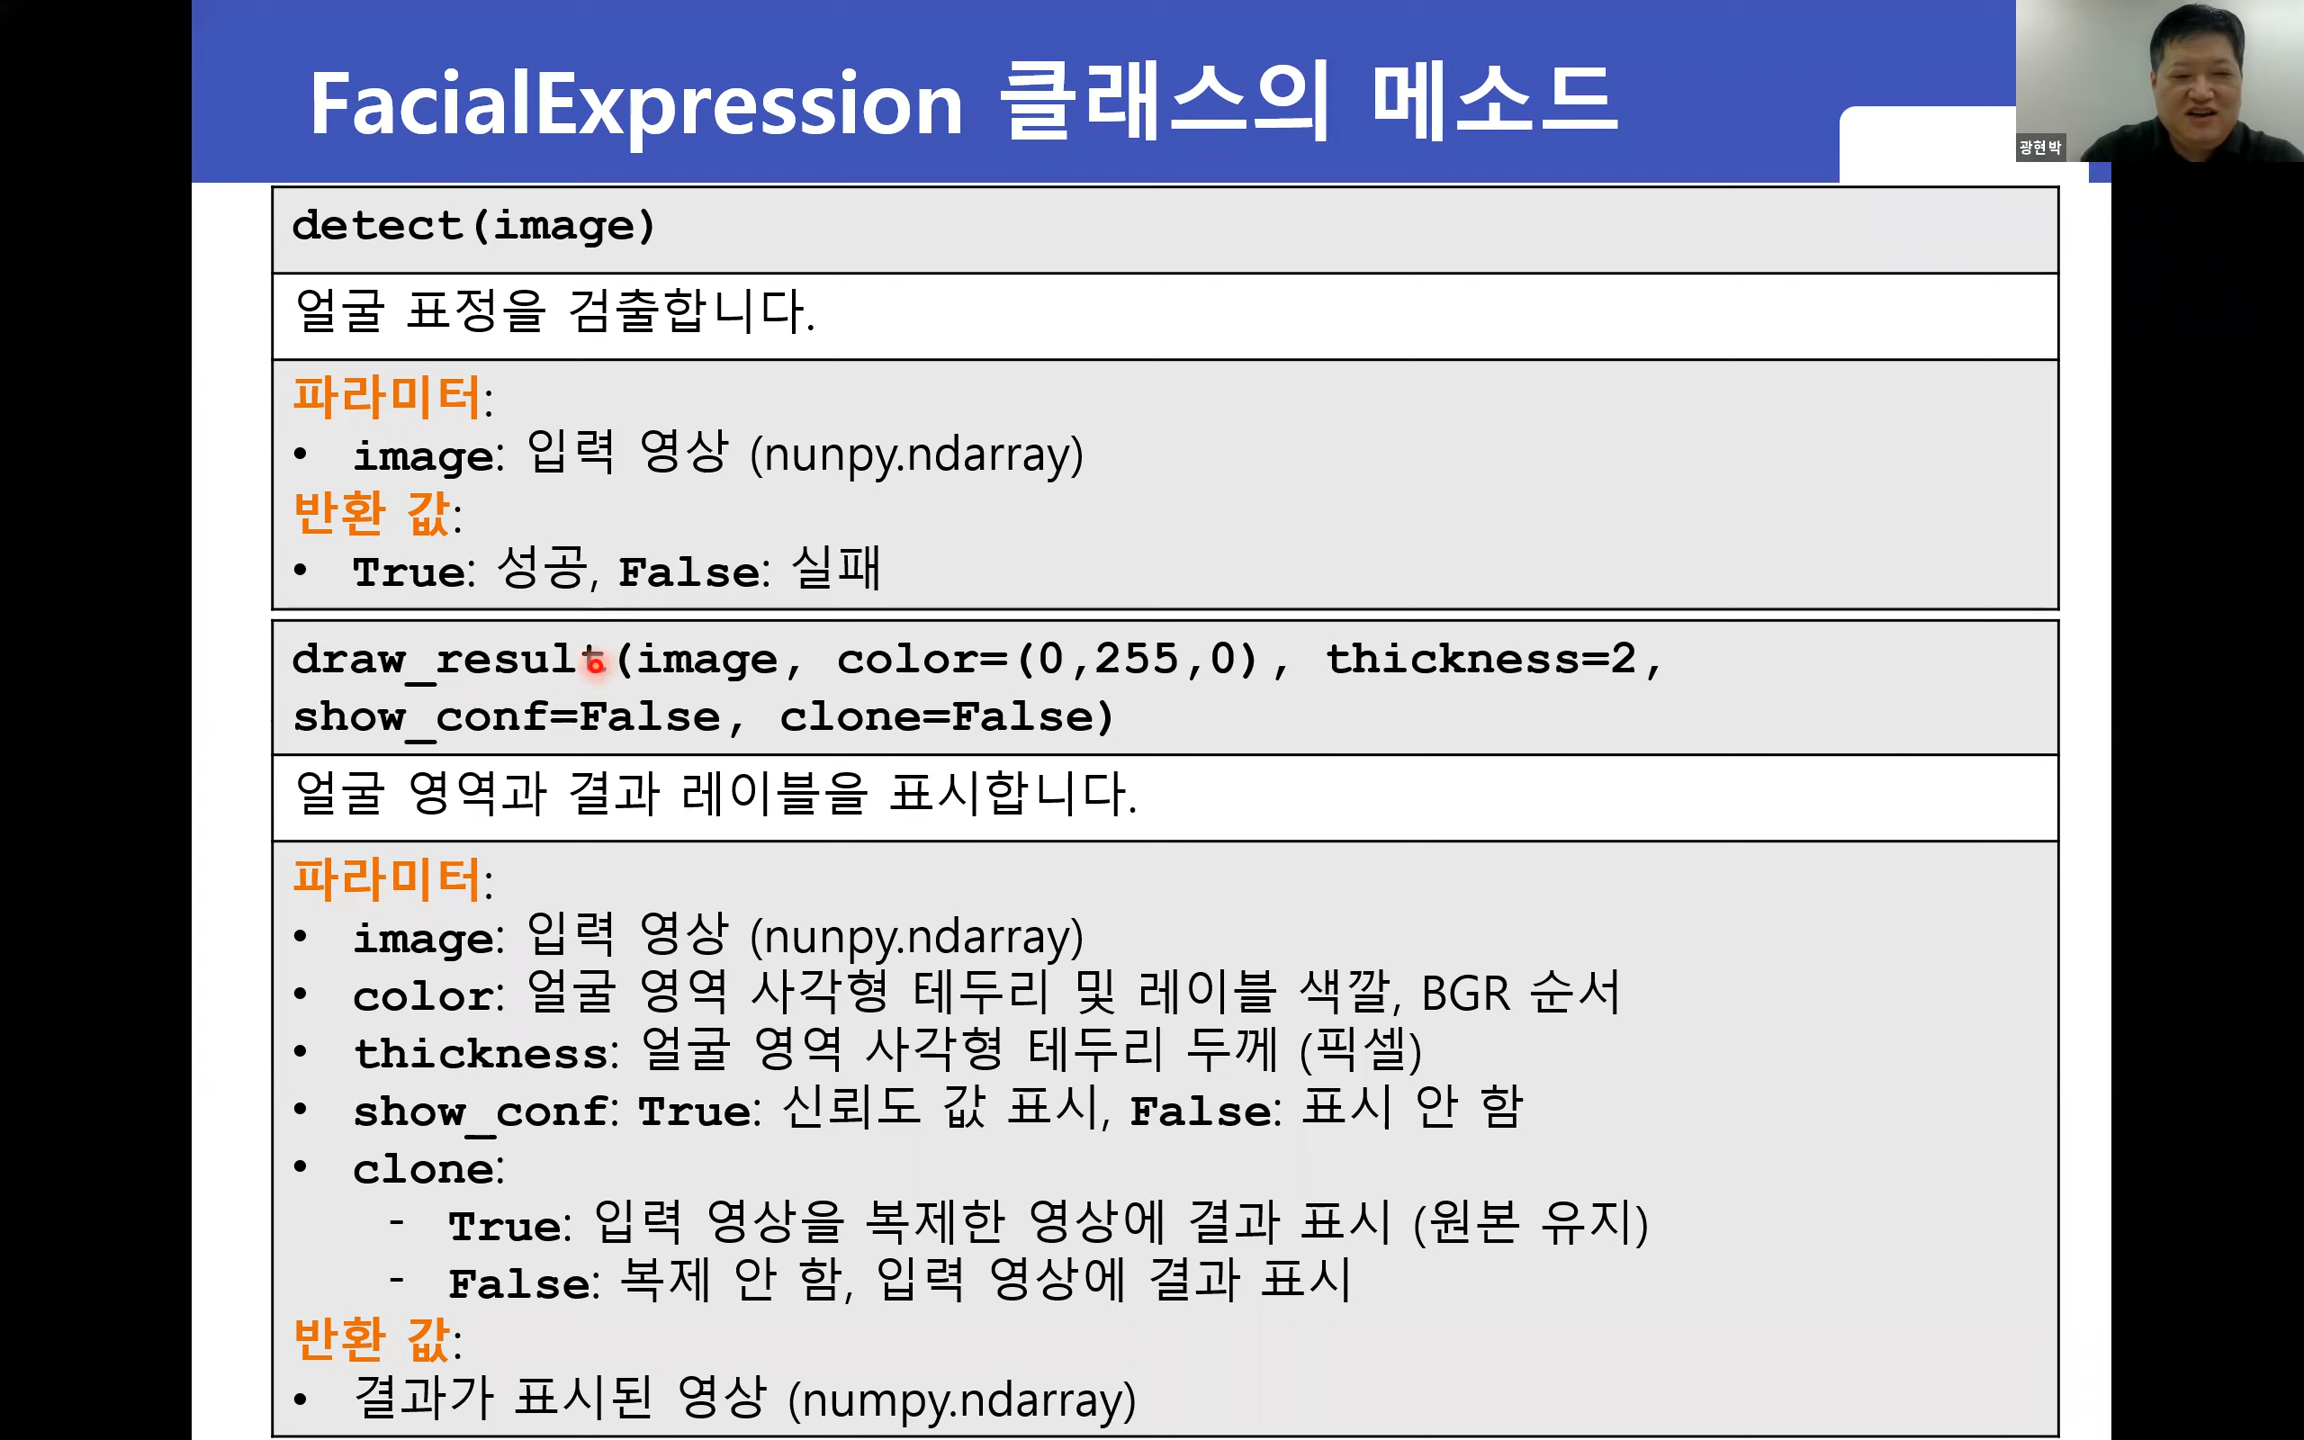 FacialExpression 클래스의 메소드
광현박
detect(image)
얼굴 표정을 검출합니다.
파라미터:
• image: 입력 영상 (nunpy.ndarray)
반환 값:
• True: 성공, False: 실패
draw_result(image, color=(0,255,0), thickness=2,
show_conf=False, clone=False)
얼굴 영역과 결과 레이블을 표시합니다.
파라미터:
• image: 입력 영상 (nunpy.ndarray)
• color: 얼굴 영역 사각형 테두리 및 레이블 색깔, BGR 순서
• thickness: 얼굴 영역 사각형 테두리 두께 (픽셀)
• show_conf: True: 신뢰도 값 표시, False: 표시 안 함
• clone:
- True: 입력 영상을 복제한 영상에 결과 표시 (원본 유지)
- False: 복제 안 함, 입력 영상에 결과 표시
반환 값:
• 결과가 표시된 영상 (numpy.ndarray)